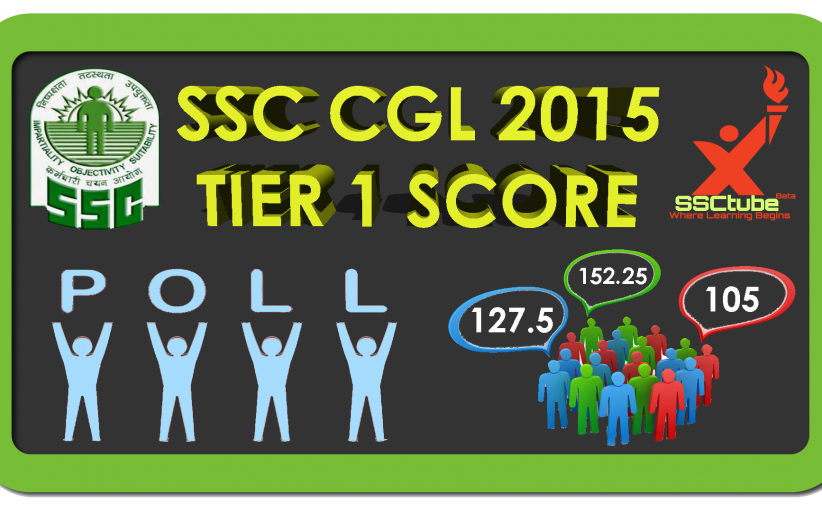 निष्पक्षता तटस्थता उपयुक्तता
IMPARTIALITY OBJECTIVITY SUITABILITY
कर्मचारी चयन आयोग
SSC
SSC CGL 2015
TIER 1 SCORE
SSCtube Beta
Where Learning Begins
POLL
127.5
152.25
105